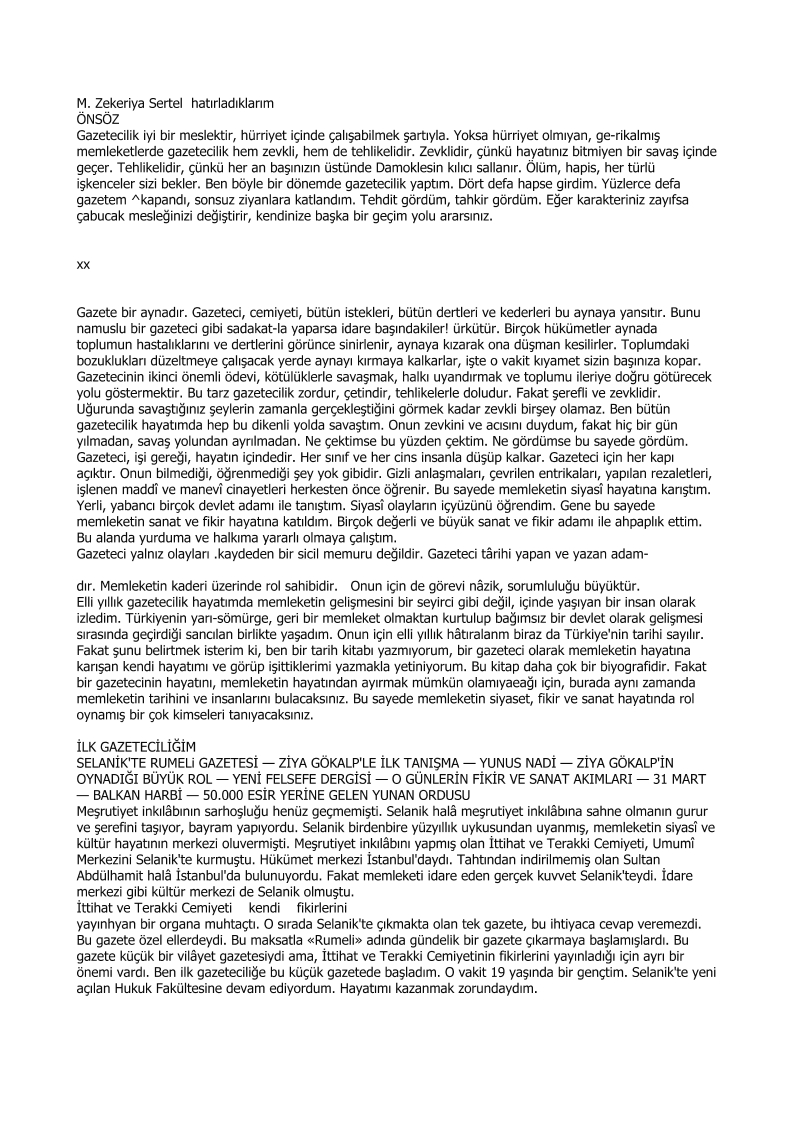 M. Zekeriya Sertel  hatırladıklarım
ÖNSÖZ
Gazetecilik iyi bir meslektir, hürriyet içinde çalışabilmek şartıyla. Yoksa hürriyet olmıyan, ge-rikalmış
memleketlerde gazetecilik hem zevkli, hem de tehlikelidir. Zevklidir, çünkü hayatınız bitmiyen bir savaş içinde
geçer. Tehlikelidir, çünkü her an başınızın üstünde Damoklesin kılıcı sallanır. Ölüm, hapis, her türlü
işkenceler sizi bekler. Ben böyle bir dönemde gazetecilik yaptım. Dört defa hapse girdim. Yüzlerce defa
gazetem ^kapandı, sonsuz ziyanlara katlandım. Tehdit gördüm, tahkir gördüm. Eğer karakteriniz zayıfsa
çabucak mesleğinizi değiştirir, kendinize başka bir geçim yolu ararsınız.
xx
Gazete bir aynadır. Gazeteci, cemiyeti, bütün istekleri, bütün dertleri ve kederleri bu aynaya yansıtır. Bunu
namuslu bir gazeteci gibi sadakat-la yaparsa idare başındakiler! ürkütür. Birçok hükümetler aynada
toplumun hastalıklarını ve dertlerini görünce sinirlenir, aynaya kızarak ona düşman kesilirler. Toplumdaki
bozuklukları düzeltmeye çalışacak yerde aynayı kırmaya kalkarlar, işte o vakit kıyamet sizin başınıza kopar.
Gazetecinin ikinci önemli ödevi, kötülüklerle savaşmak, halkı uyandırmak ve toplumu ileriye doğru götürecek
yolu göstermektir. Bu tarz gazetecilik zordur, çetindir, tehlikelerle doludur. Fakat şerefli ve zevklidir.
Uğurunda savaştığınız şeylerin zamanla gerçekleştiğini görmek kadar zevkli birşey olamaz. Ben bütün
gazetecilik hayatımda hep bu dikenli yolda savaştım. Onun zevkini ve acısını duydum, fakat hiç bir gün
yılmadan, savaş yolundan ayrılmadan. Ne çektimse bu yüzden çektim. Ne gördümse bu sayede gördüm.
Gazeteci, işi gereği, hayatın içindedir. Her sınıf ve her cins insanla düşüp kalkar. Gazeteci için her kapı
açıktır. Onun bilmediği, öğrenmediği şey yok gibidir. Gizli anlaşmaları, çevrilen entrikaları, yapılan rezaletleri,
işlenen maddî ve manevî cinayetleri herkesten önce öğrenir. Bu sayede memleketin siyasî hayatına karıştım.
Yerli, yabancı birçok devlet adamı ile tanıştım. Siyasî olayların içyüzünü öğrendim. Gene bu sayede
memleketin sanat ve fikir hayatına katıldım. Birçok değerli ve büyük sanat ve fikir adamı ile ahpaplık ettim.
Bu alanda yurduma ve halkıma yararlı olmaya çalıştım.
Gazeteci yalnız olayları .kaydeden bir sicil memuru değildir. Gazeteci târihi yapan ve yazan adam-
dır. Memleketin kaderi üzerinde rol sahibidir.   Onun için de görevi nâzik, sorumluluğu büyüktür.
Elli yıllık gazetecilik hayatımda memleketin gelişmesini bir seyirci gibi değil, içinde yaşıyan bir insan olarak
izledim. Türkiyenin yarı-sömürge, geri bir memleket olmaktan kurtulup bağımsız bir devlet olarak gelişmesi
sırasında geçirdiği sancılan birlikte yaşadım. Onun için elli yıllık hâtıralanm biraz da Türkiye'nin tarihi sayılır.
Fakat şunu belirtmek isterim ki, ben bir tarih kitabı yazmıyorum, bir gazeteci olarak memleket hayatına
karışan kendi hayatımı ve görüp işittiklerimi yazmakla yetiniyorum. Bu kitap daha çok bir biyografidir. Fakat
bir gazetecinin hayatını, memleketin hayatından ayırmak mümkün olamıyaeağı için, burada aynı zamanda
memleketin tarihini ve insanlarını bulacaksınız. Bu sayede memleketin siyaset, fikir ve sanat hayatında rol
oynamış bir çok kimseleri tanıyacaksınız.
İLK GAZETECİLİĞİM
SELANİK'TE RUMELi GAZETESİ — ZİYA GÖKALP'LE İLK TANIŞMA — YUNUS NADİ — ZİYA GÖKALP'İN
OYNADIĞI BÜYÜK ROL — YENİ FELSEFE DERGİSİ — O GÜNLERİN FİKİR VE SANAT AKIMLARI — 31 MART
— BALKAN HARBİ — 50.000 ESİR YERİNE GELEN YUNAN ORDUSU
Meşrutiyet inkılâbının sarhoşluğu henüz geçmemişti. Selanik halâ meşrutiyet inkılâbına sahne olmanın gurur
ve şerefini taşıyor, bayram yapıyordu. Selanik birdenbire yüzyıllık uykusundan uyanmış, memleketin siyasî ve
kültür hayatının merkezi oluvermişti. Meşrutiyet inkılâbını yapmış olan İttihat ve Terakki Cemiyeti, Umumî
Merkezini Selanik'te kurmuştu. Hükümet merkezi İstanbul'daydı. Tahtından indirilmemiş olan Sultan
Abdülhamit halâ İstanbul'da bulunuyordu. Fakat memleketi idare eden gerçek kuvvet Selanik'teydi. İdare
merkezi gibi kültür merkezi de Selanik olmuştu.
İttihat ve Terakki Cemiyeti    kendi    fikirlerini
yayınhyan bir organa muhtaçtı. O sırada Selanik'te çıkmakta olan tek gazete, bu ihtiyaca cevap veremezdi.
Bu gazete özel ellerdeydi. Bu maksatla «Rumeli» adında gündelik bir gazete çıkarmaya başlamışlardı. Bu
gazete küçük bir vilâyet gazetesiydi ama, İttihat ve Terakki Cemiyetinin fikirlerini yayınladığı için ayrı bir
önemi vardı. Ben ilk gazeteciliğe bu küçük gazetede başladım. O vakit 19 yaşında bir gençtim. Selanik'te yeni
açılan Hukuk Fakültesine devam ediyordum. Hayatımı kazanmak zorundaydım.